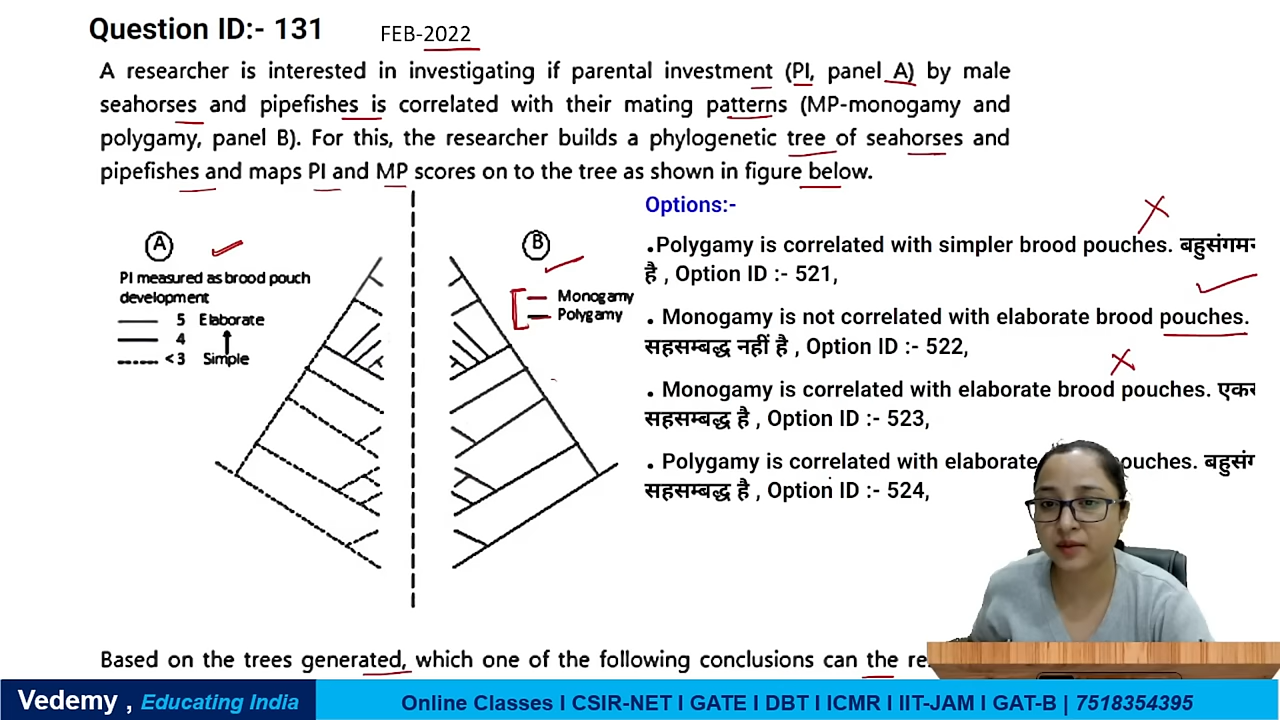 Question ID:- 131
FEB-2022
A researcher is interested in investigating if parental investment (PI, panel A) by male
seahorses and pipefishes is correlated with their mating patterns (MP-monogamy and
polygamy, panel B). For this, the researcher builds a phylogenetic tree of seahorses and
pipefishes and maps PI and MP scores on to the tree as shown in figure below.
A
PI measured as brood pouch
development
5 Elaborate
4
<3 Simple
B
Monogamy
Polygamy
Options:-
.Polygamy is correlated with simpler brood pouches.
है , Option ID :- 521,
. Monogamy is not correlated with elaborate brood pouches.
सहसम्बद्ध नहीं है , Option ID :- 522,
. Monogamy is correlated with elaborate brood pouches.
सहसम्बद्ध है , Option ID :- 523,
. Polygamy is correlated with elaborate pouches.
सहसम्बद्ध है , Option ID :- 524,
Based on the trees generated, which one of the following conclusions can the
Vedemy , Educating India
Online Classes I CSIR-NET I GATE I DBT I ICMR I IIT-JAM I GAT-B | 7518354395